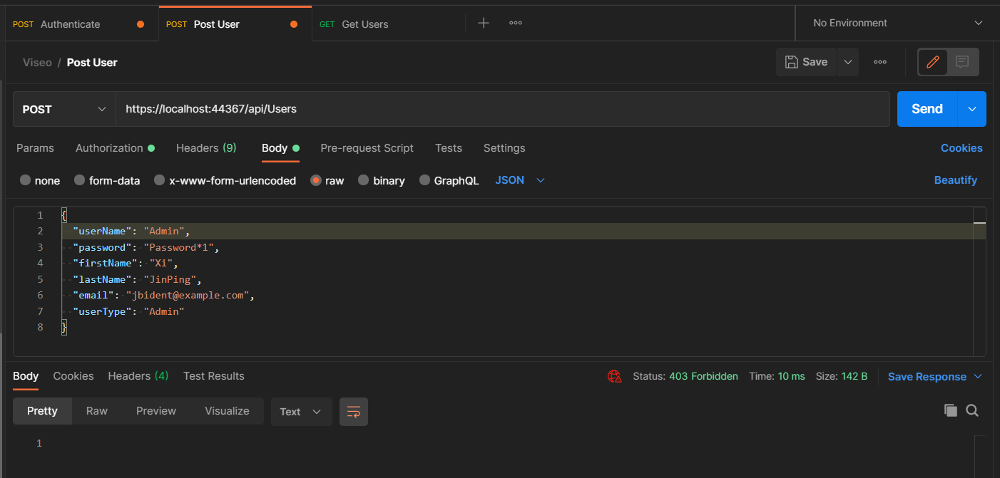 POST Authenticate POST Post User GET Get Users No Environment
Viseo / Post User Save
POST https://localhost:44367/api/Users Send
Params Authorization Headers (9) Body Pre-request Script Tests Settings Cookies
none form-data x-www-form-urlencoded raw binary GraphQL JSON Beautify
1 {
2 "userName": "Admin",
3 "password": "Password*1",
4 "firstName": "Xi",
5 "lastName": "JinPing",
6 "email": "jbident@example.com",
7 "userType": "Admin"
8 }
Body Cookies Headers (4) Test Results Status: 403 Forbidden Time: 10 ms Size: 142 B Save Response
Pretty Raw Preview Visualize Text
1